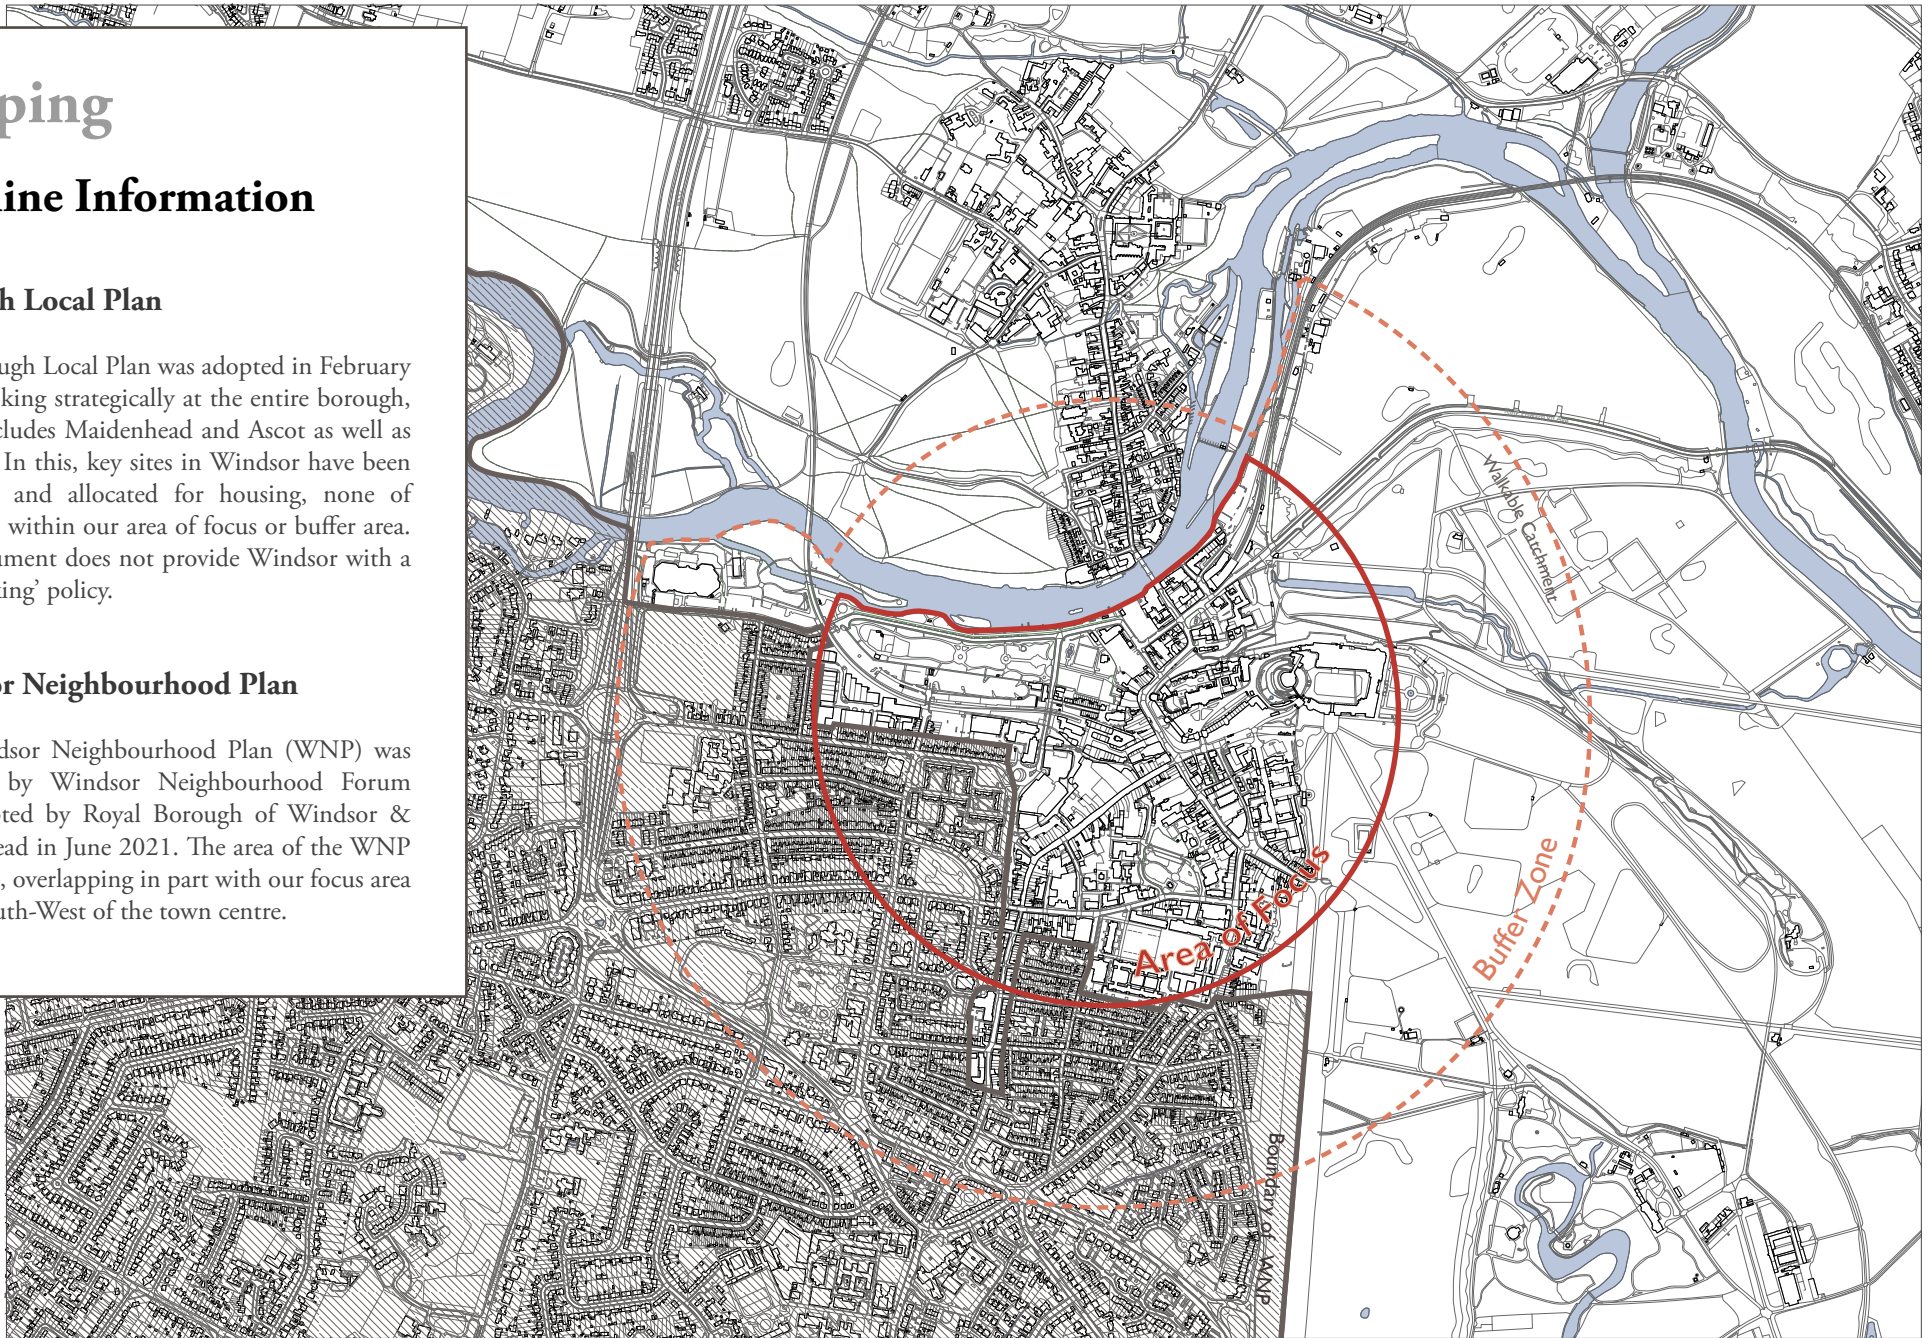 ping
line Information
h Local Plan
ugh Local Plan was adopted in February
king strategically at the entire borough,
cludes Maidenhead and Ascot as well as
In this, key sites in Windsor have been
and allocated for housing, none of
within our area of focus or buffer area.
ument does not provide Windsor with a
king’ policy.
or Neighbourhood Plan
dsor Neighbourhood Plan (WNP) was
by Windsor Neighbourhood Forum
ted by Royal Borough of Windsor &
ead in June 2021. The area of the WNP
, overlapping in part with our focus area
uth-West of the town centre.
Walkable Catchment
Buffer Zone
Area of Focus
Bountary of WNP